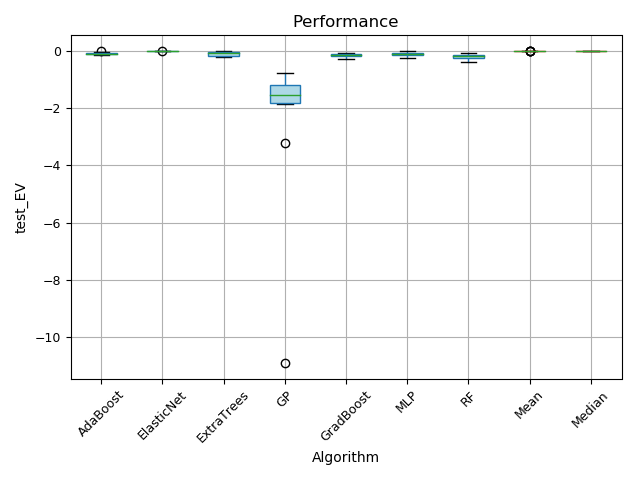 Performance
0
−2
−4
−6
−8
−10
test_EV
AdaBoost
ElasticNet
ExtraTrees
GP
GradBoost
MLP
RF
Mean
Median
Algorithm